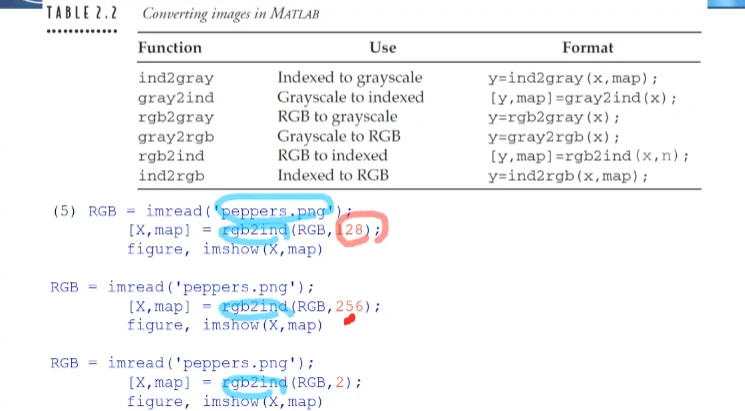 TABLE 2.2 Converting images in MATLAB
Function Use Format
ind2gray Indexed to grayscale y=ind2gray(x,map);
gray2ind Grayscale to indexed [y,map]=gray2ind(x);
rgb2gray RGB to grayscale y=rgb2gray(x);
gray2rgb Grayscale to RGB y=gray2rgb(x);
rgb2ind RGB to indexed [y,map]=rgb2ind(x,n);
ind2rgb Indexed to RGB y=ind2rgb(x,map);
(5) RGB = imread('peppers.png');
[X,map] = rgb2ind(RGB,128);
figure, imshow(X,map)
RGB = imread('peppers.png');
[X,map] = rgb2ind(RGB,256);
figure, imshow(X,map)
RGB = imread('peppers.png');
[X,map] = rgb2ind(RGB,2);
figure, imshow(X,map)